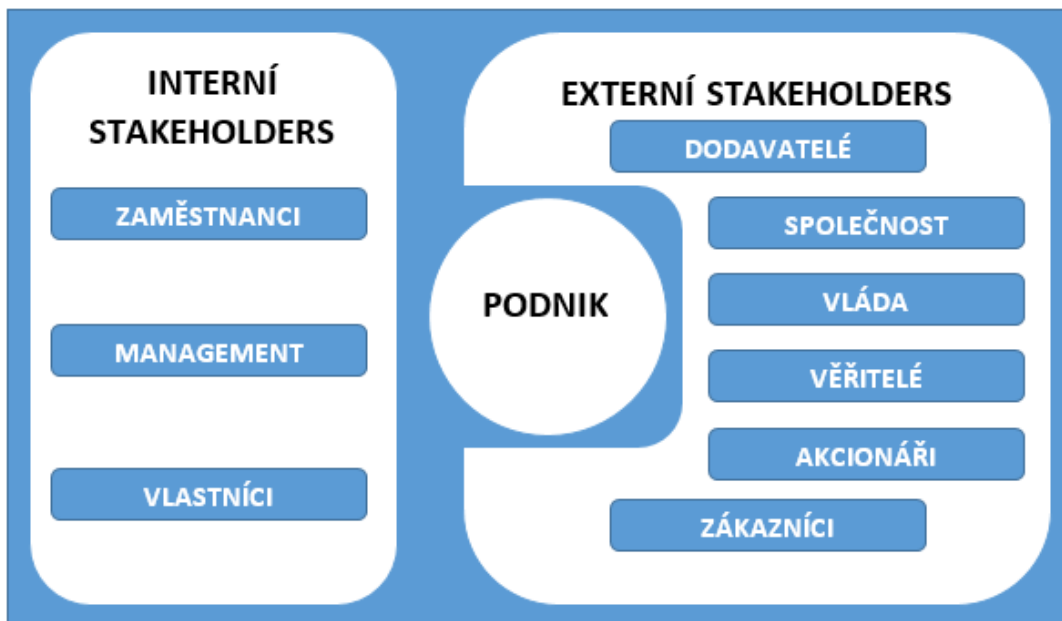 INTERNÍ
STAKEHOLDERS
ZAMĚSTNANCI
MANAGEMENT
VLASTNÍCI
PODNIK
EXTERNÍ STAKEHOLDERS
DODAVATELÉ
SPOLEČNOST
VLÁDA
VĚŘITELÉ
AKCIONÁŘI
ZÁKAZNÍCI